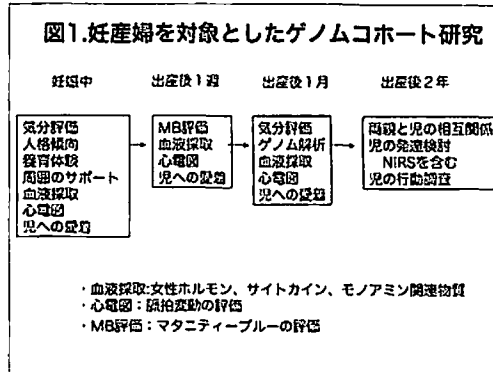 図1.妊産婦を対象としたゲノムコホート研究
妊娠中
出産後1週
出産後1月
出産後2年
気分評価
人格傾向
養育体験
周囲のサポート
血液採取
心電図
児への愛着
MB評価
血液採取
心電図
児への愛着
気分評価
ゲノム解析
血液採取
心電図
児への愛着
両親と児の相互関係
児の発達検討
NIRSを含む
児の行動調査
・血液採取:女性ホルモン、サイトカイン、モノアミン関連物質
・心電図：脈拍変動の評価
・MB評価：マタニティーブルーの評価